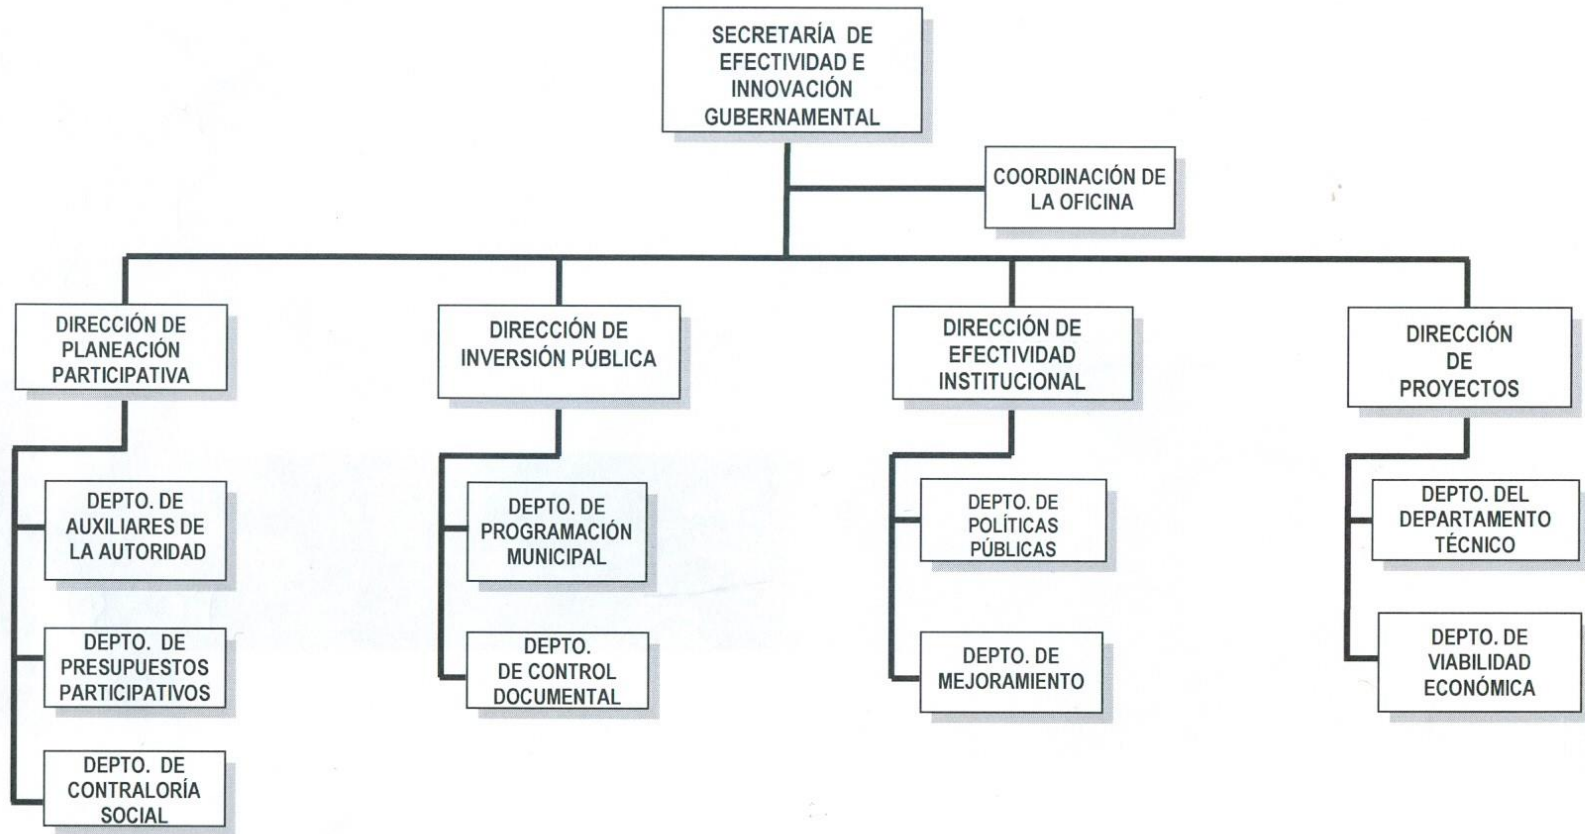 SECRETARÍA DE
EFECTIVIDAD E
INNOVACIÓN
GUBERNAMENTAL
COORDINACIÓN DE
LA OFICINA
DIRECCIÓN DE
PLANEACIÓN
PARTICIPATIVA
DIRECCIÓN DE
INVERSIÓN PÚBLICA
DIRECCIÓN DE
EFECTIVIDAD
INSTITUCIONAL
DIRECCIÓN
DE
PROYECTOS
DEPTO. DE
AUXILIARES DE
LA AUTORIDAD
DEPTO. DE
PROGRAMACIÓN
MUNICIPAL
DEPTO. DE
POLÍTICAS
PÚBLICAS
DEPTO. DEL
DEPARTAMENTO
TÉCNICO
DEPTO. DE
PRESUPUESTOS
PARTICIPATIVOS
DEPTO.
DE CONTROL
DOCUMENTAL
DEPTO. DE
MEJORAMIENTO
DEPTO. DE
VIABILIDAD
ECONÓMICA
DEPTO. DE
CONTRALORÍA
SOCIAL